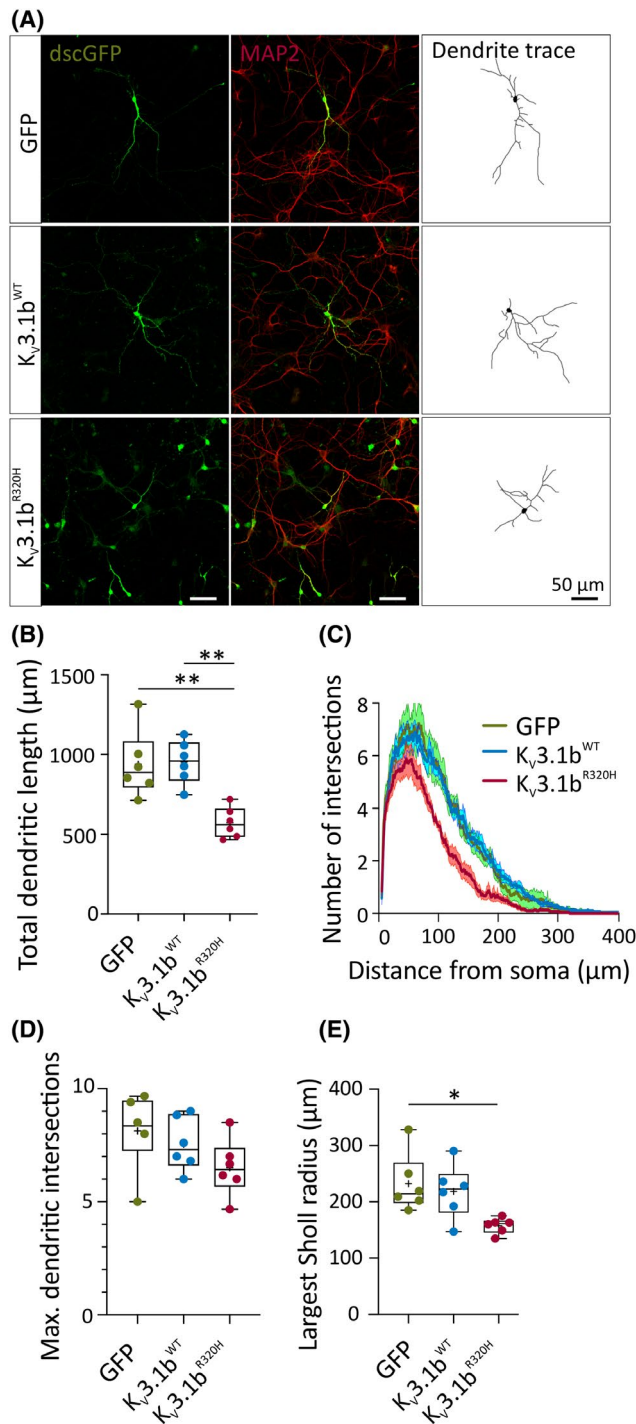 (A)
dscGFP MAP2 Dendrite trace
GFP
Kv3.1bWT
Kv3.1bR320H
50 µm
(B)
Total dendritic length (µm)
1500
1000
500
0
**
**
GFP
Kv3.1bWT
Kv3.1bR320H
(C)
Number of intersections
8
6
4
2
0
GFP
Kv3.1bWT
Kv3.1bR320H
0 100 200 300 400
Distance from soma (µm)
(D)
Max. dendritic intersections
10
5
0
GFP
Kv3.1bWT
Kv3.1bR320H
(E)
Largest Sholl radius (µm)
400
300
200
100
0
*
GFP
Kv3.1bWT
Kv3.1bR320H